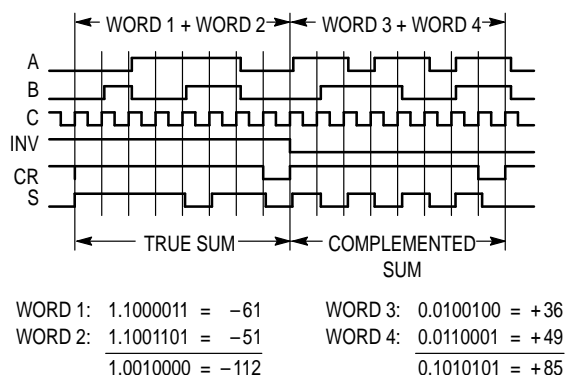 WORD 1 + WORD 2 WORD 3 + WORD 4
A
B
C
INV
CR
S
TRUE SUM COMPLEMENTED
SUM
WORD 1: 1.1000011 = –61 WORD 3: 0.0100100 = +36
WORD 2: 1.1001101 = –51 WORD 4: 0.0110001 = +49
1.0010000 = –112 0.1010101 = +85